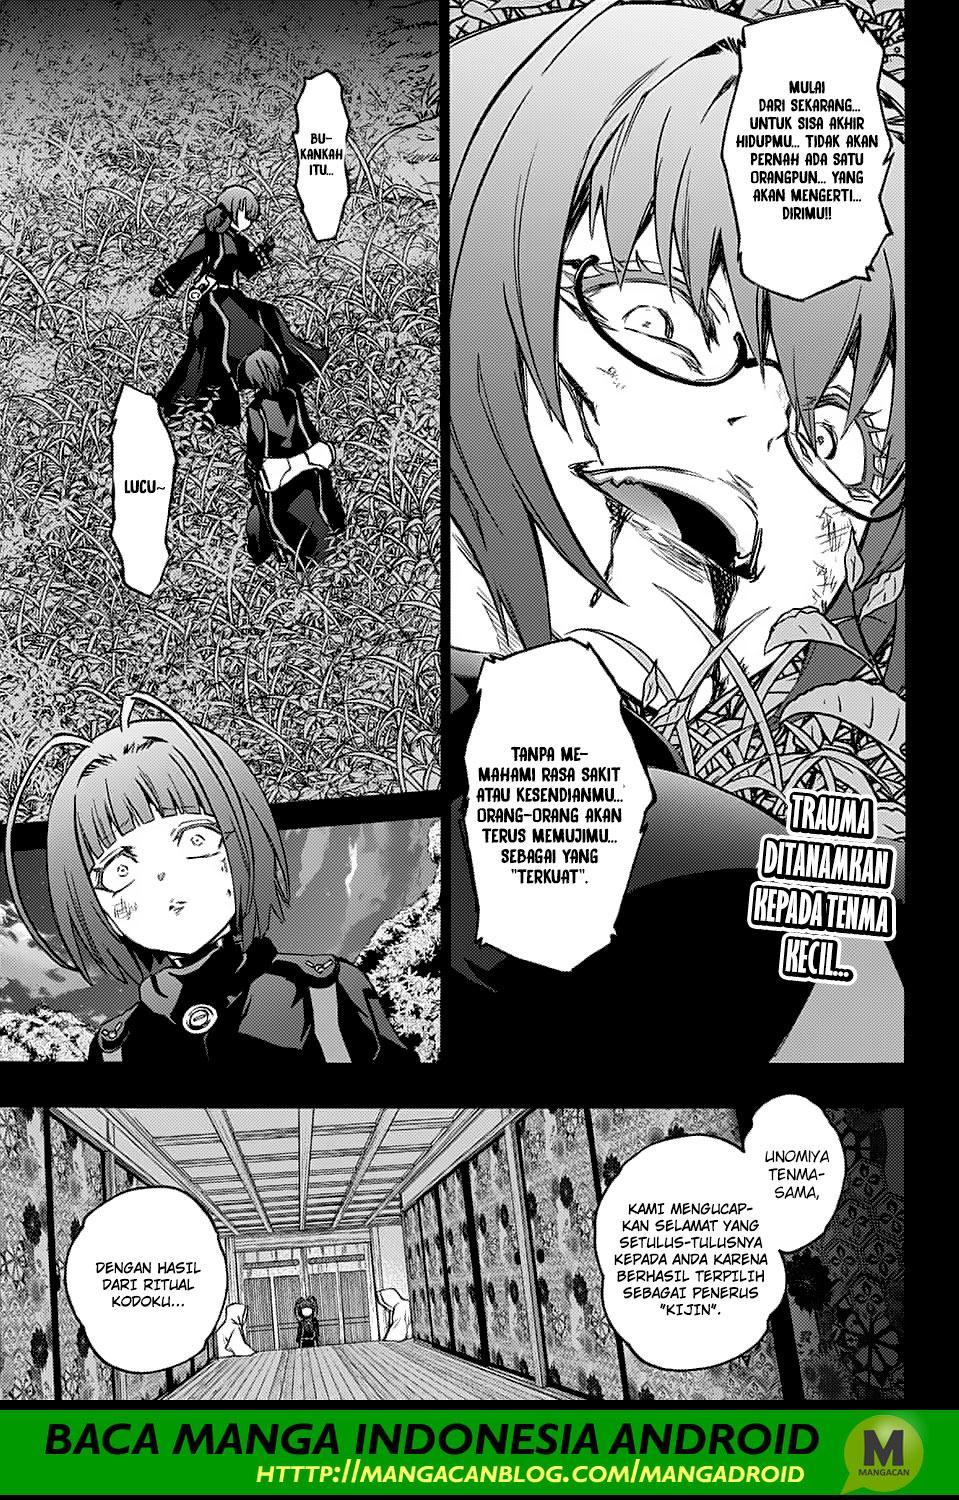 MULAI
DARI SEKARANG...
UNTUK SISA AKHIR
HIDUPMU... TIDAK AKAN
PERNAH ADA SATU
ORANGPUN... YANG
AKAN MENGERTI...
DIRIMU!!
TANPA ME-
MAHAMI RASA SAKIT
ATAU KESENDIANMU...
ORANG-ORANG AKAN
TERUS MEMUJIMU...
SEBAGAI YANG
"TERKUAT".
TRAUMA
DITANAMKAN
KEPADA TENMA
KECIL...
BU-
KANKAH
ITU...
LUCU~
UNOMIYA
TENMA-
SAMA,
KAMI MENGUCAP-
KAN SELAMAT YANG
SETULUS-TULUSNYA
KEPADA ANDA KARENA
BERHASIL TERPILIH
SEBAGAI PENERUS
"KIJIN".
DENGAN HASIL
DARI RITUAL
KODOKU...
BACA MANGA INDONESIA ANDROID
HTTTP://MANGACANBLOG.COM/MANGADROID
M
MANGACAN